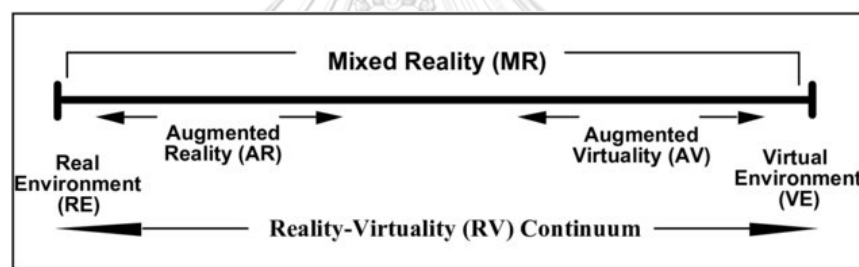 Mixed Reality (MR)
Augmented
Reality (AR)
Augmented
Virtuality (AV)
Real
Environment
(RE)
Virtual
Environment
(VE)
Reality-Virtuality (RV) Continuum